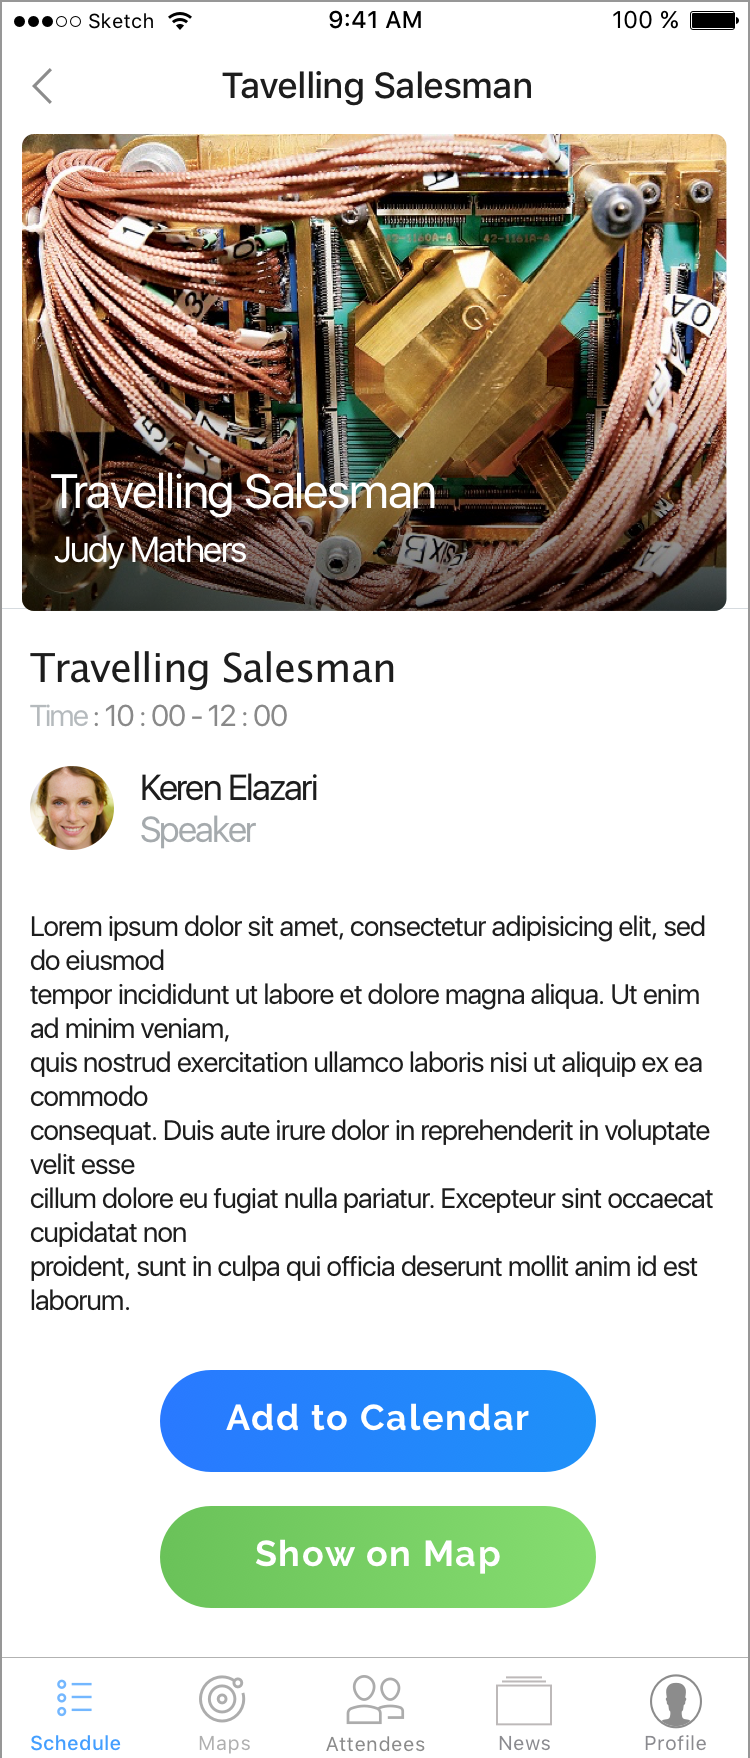 Sketch 9:41 AM 100 %
Tavelling Salesman
42-1160A-A 42-1161A-A
Travelling Salesman
Judy Mathers
Travelling Salesman
Time : 10 : 00 - 12 : 00
Keren Elazari
Speaker
Lorem ipsum dolor sit amet, consectetur adipisicing elit, sed
do eiusmod
tempor incididunt ut labore et dolore magna aliqua. Ut enim
ad minim veniam,
quis nostrud exercitation ullamco laboris nisi ut aliquip ex ea
commodo
consequat. Duis aute irure dolor in reprehenderit in voluptate
velit esse
cillum dolore eu fugiat nulla pariatur. Excepteur sint occaecat
cupidatat non
proident, sunt in culpa qui officia deserunt mollit anim id est
laborum.
Add to Calendar
Show on Map
Schedule Maps Attendees News Profile